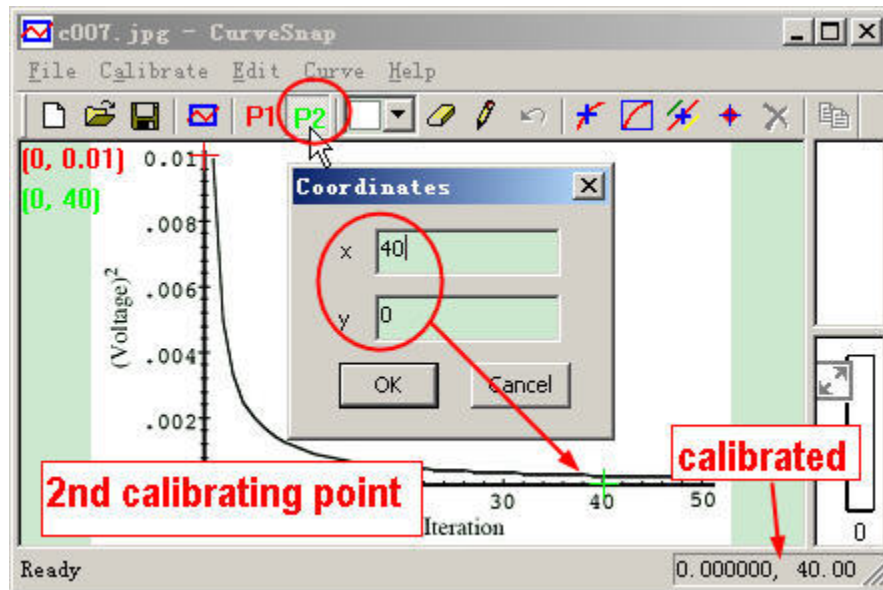 c007.jpg - CurveSnap
File Calibrate Edit Curve Help
P1 P2
(0, 0.01)
(0, 40)
0.01
.008
.006
.004
.002
(Voltage)²
Coordinates
x 40
y 0
OK Cancel
calibrated
2nd calibrating point
30 40 50
Iteration
0
Ready
0.000000, 40.00